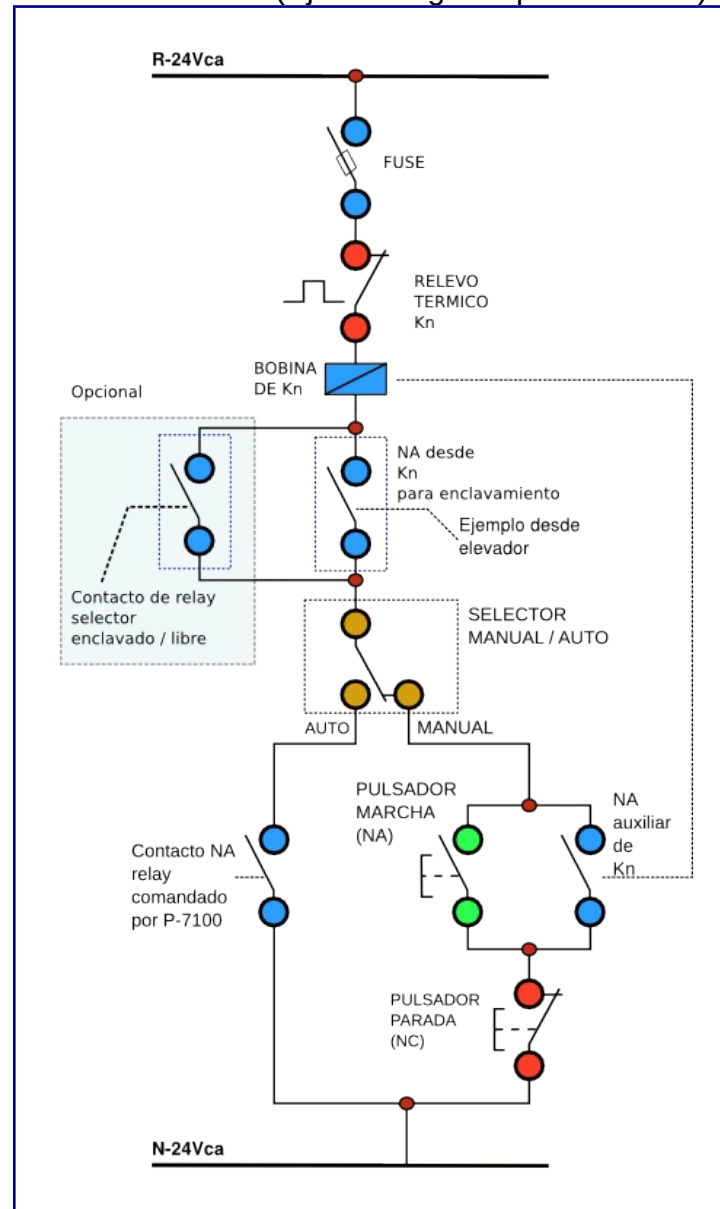 R-24Vca
FUSE
RELEVO
TERMICO
Kn
BOBINA
DE Kn
Opcional
NA desde
Kn
para enclavamiento
Ejemplo desde
elevador
Contacto de relay
selector
enclavado / libre
SELECTOR
MANUAL / AUTO
AUTO
MANUAL
PULSADOR
MARCHA
(NA)
NA
auxiliar
de
Kn
Contacto NA
relay
comandado
por P-7100
PULSADOR
PARADA
(NC)
N-24Vca